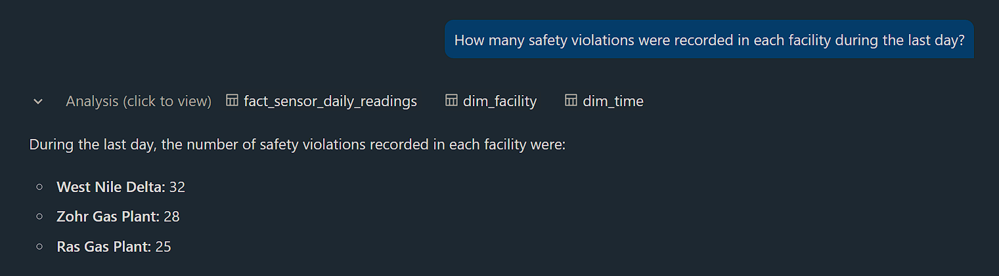 How many safety violations were recorded in each facility during the last day?
Analysis (click to view) fact_sensor_daily_readings dim_facility dim_time
During the last day, the number of safety violations recorded in each facility were:
West Nile Delta: 32
Zohr Gas Plant: 28
Ras Gas Plant: 25